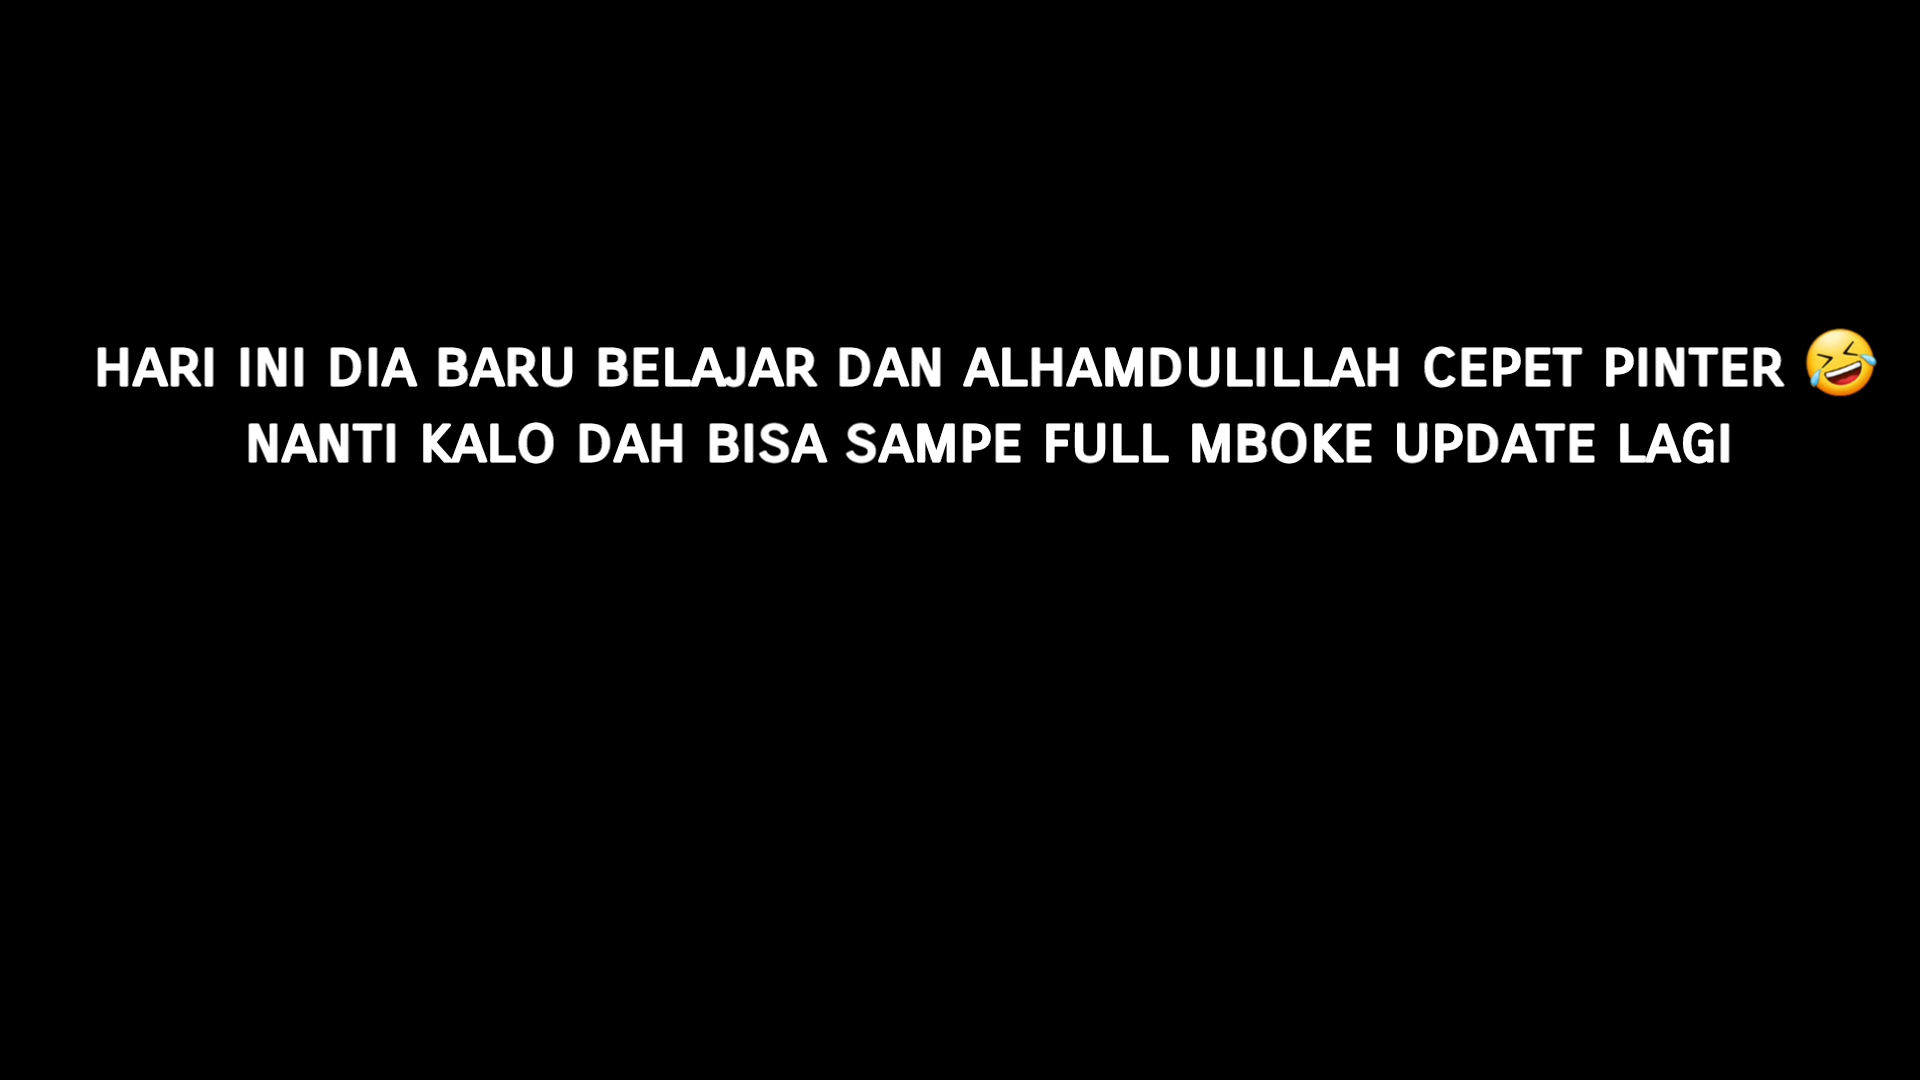 HARI INI DIA BARU BELAJAR DAN ALHAMDULILLAH CEPET PINTER 🤣
NANTI KALO DAH BISA SAMPE FULL MBOKE UPDATE LAGI